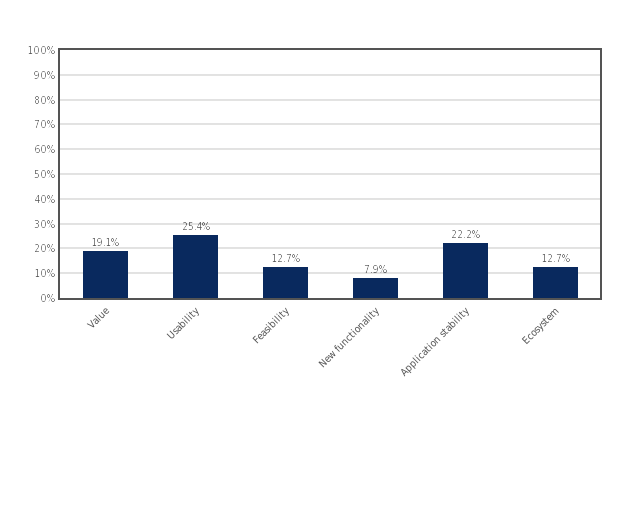 100%
90%
80%
70%
60%
50%
40%
30%
20%
10%
0%
19.1%
25.4%
12.7%
7.9%
22.2%
12.7%
Value
Usability
Feasibility
New functionality
Application stability
Ecosystem